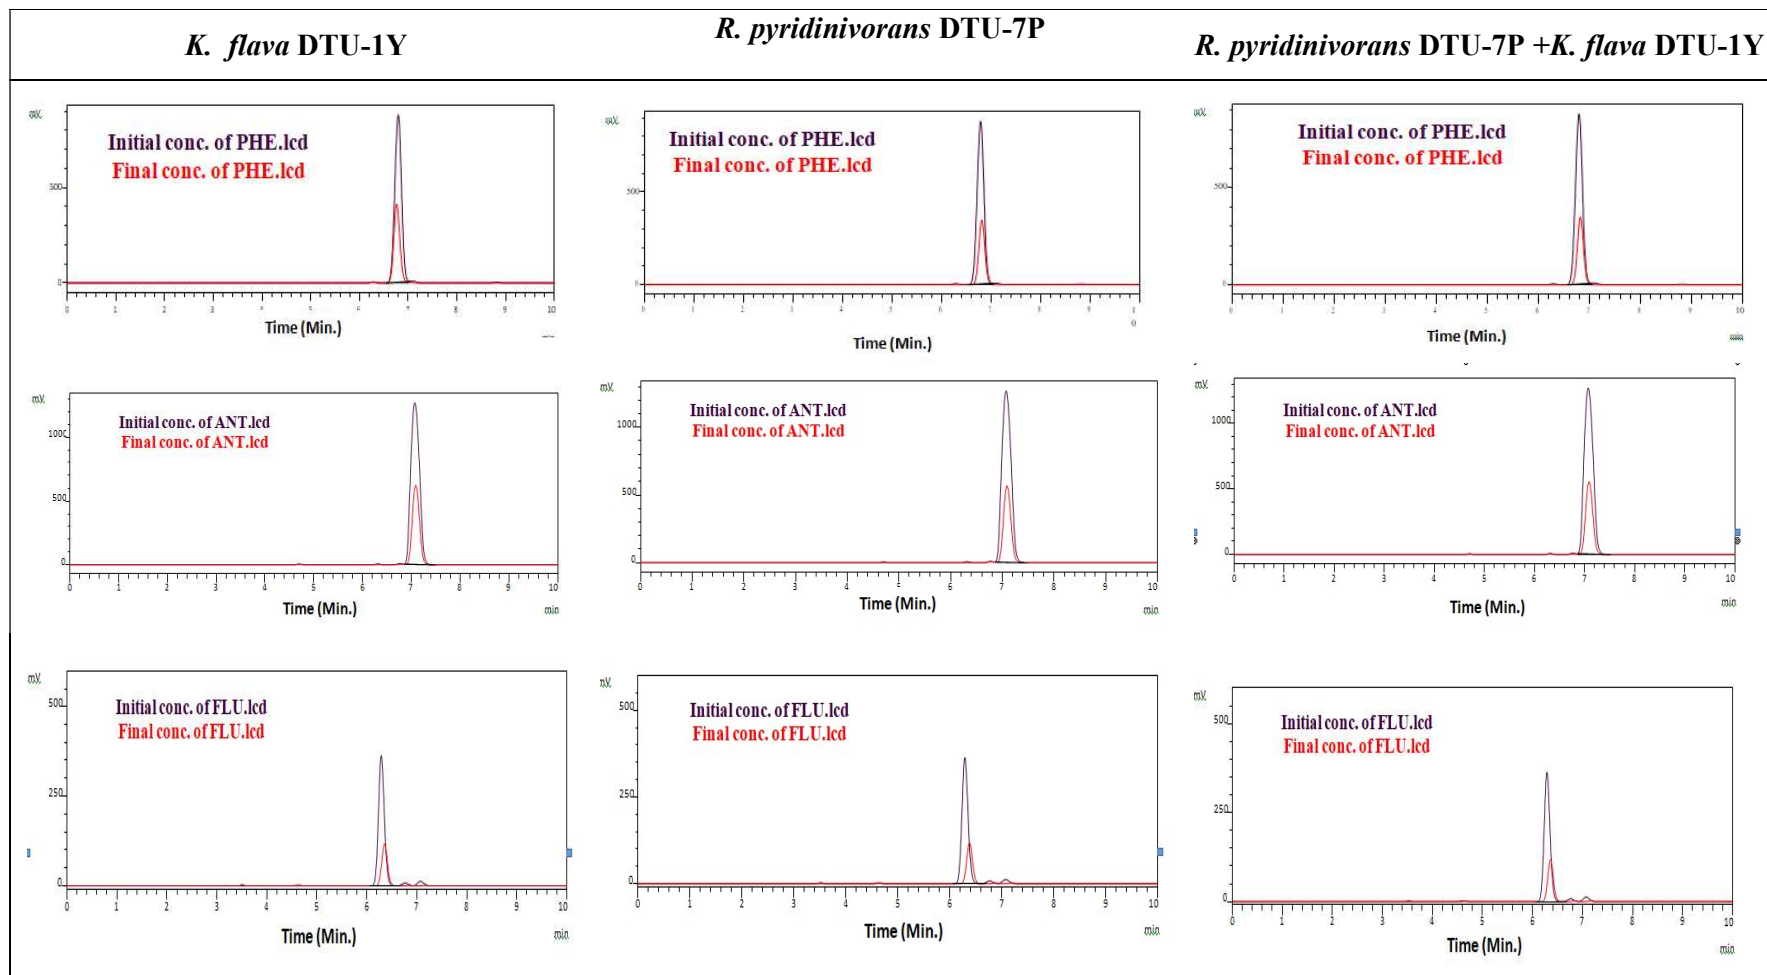 K. flava DTU-1Y
R. pyridinivorans DTU-7P
R. pyridinivorans DTU-7P +K. flava DTU-1Y
mV
Initial conc. of PHE.lcd
Final conc. of PHE.lcd
500
0
0 1 2 3 4 5 6 7 8 9 10
Time (Min.)
mV
Initial conc. of PHE.lcd
Final conc. of PHE.lcd
500
0
0 1 2 3 4 5 6 7 8 9 0
Time (Min.)
mV
Initial conc. of PHE.lcd
Final conc. of PHE.lcd
500
0
0 1 2 3 4 5 6 7 8 9 10
Time (Min.)
mV
Initial conc. of ANT.lcd
Final conc. of ANT.lcd
1000
500
0
0 1 2 3 4 5 6 7 8 9 10
Time (Min.)
min
mV
Initial conc. of ANT.lcd
Final conc. of ANT.lcd
1000
500
0
0 1 2 3 4 5 6 7 8 9 10
Time (Min.)
min
mV
Initial conc. of ANT.lcd
Final conc. of ANT.lcd
1000
500
0
0 1 2 3 4 5 6 7 8 9 10
Time (Min.)
min
mV
Initial conc. of FLU.lcd
Final conc. of FLU.lcd
500
250
0
0 1 2 3 4 5 6 7 8 9 10
Time (Min.)
min
mV
Initial conc. of FLU.lcd
Final conc. of FLU.lcd
500
250
0
0 1 2 3 4 5 6 7 8 9 10
Time (Min.)
min
mV
Initial conc. of FLU.lcd
Final conc. of FLU.lcd
500
250
0
0 1 2 3 4 5 6 7 8 9 10
Time (Min.)
min